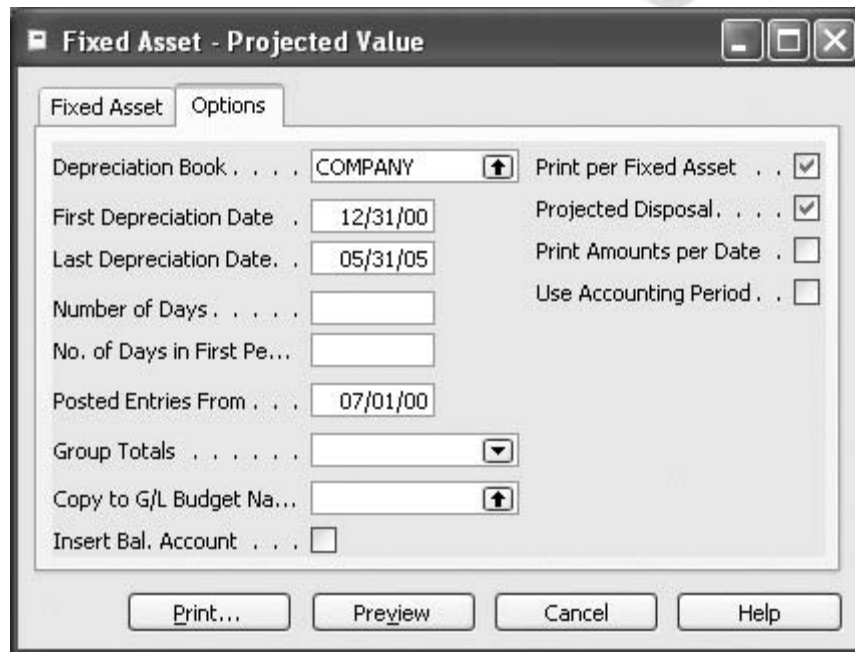 Fixed Asset - Projected Value
Fixed Asset
Options
Depreciation Book . . . . COMPANY
First Depreciation Date . 12/31/00
Last Depreciation Date. . 05/31/05
Number of Days . . . . .
No. of Days in First Pe...
Posted Entries From . . . 07/01/00
Group Totals . . . . . .
Copy to G/L Budget Na...
Insert Bal. Account . . .
Print per Fixed Asset . .
Projected Disposal. . . .
Print Amounts per Date .
Use Accounting Period . .
Print...
Preview
Cancel
Help